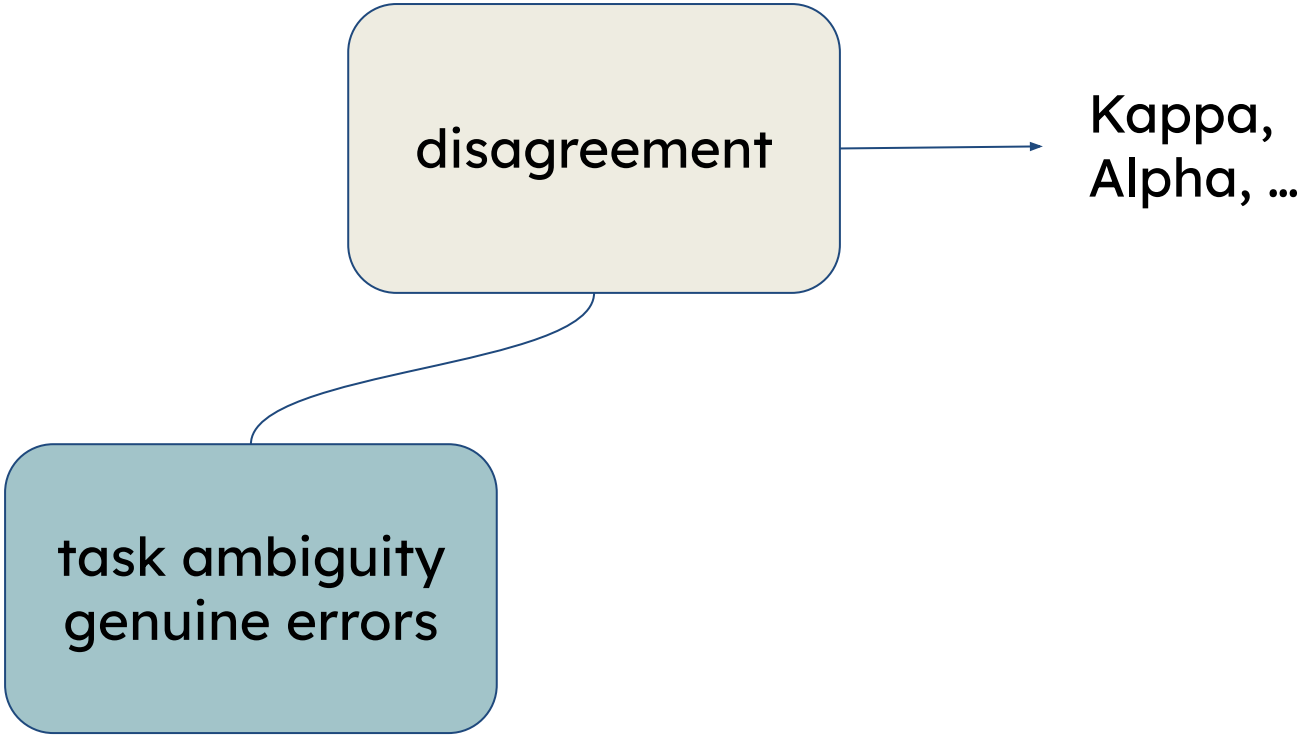 disagreement
Kappa,
Alpha, ...
task ambiguity
genuine errors